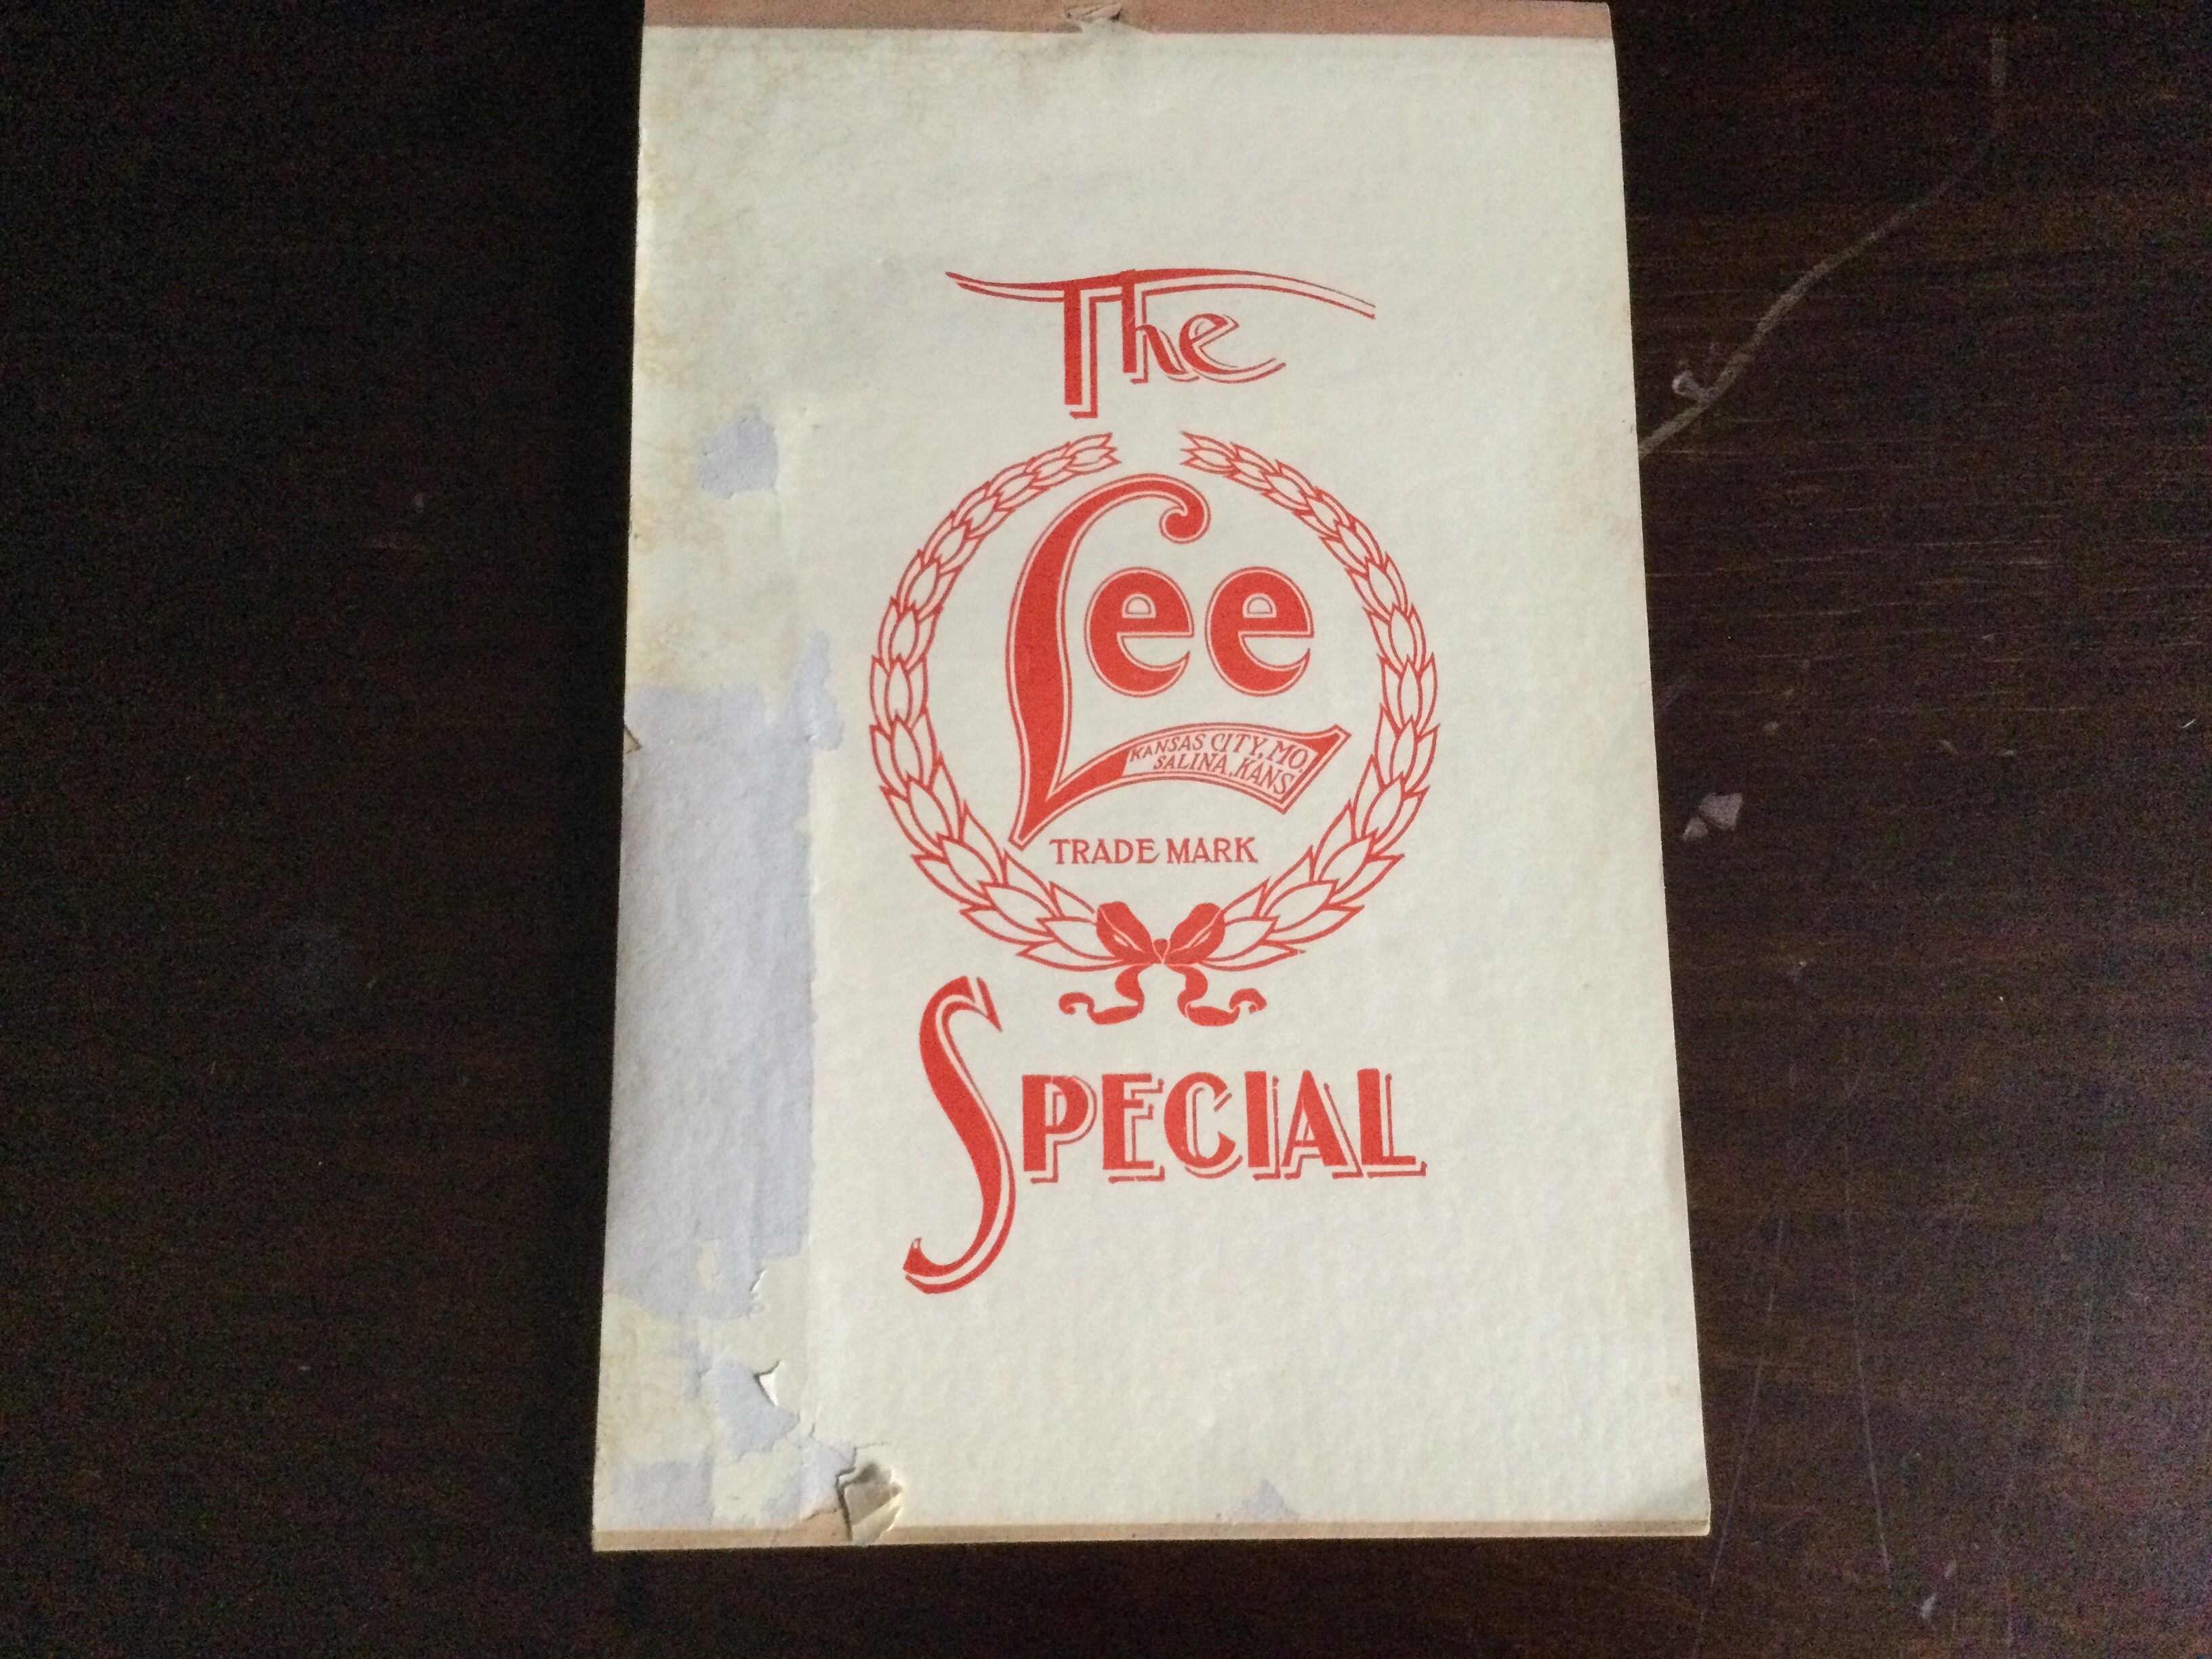 The
Lee
KANSAS CITY, MO.
SALINA, KANS.
TRADE MARK
SPECIAL